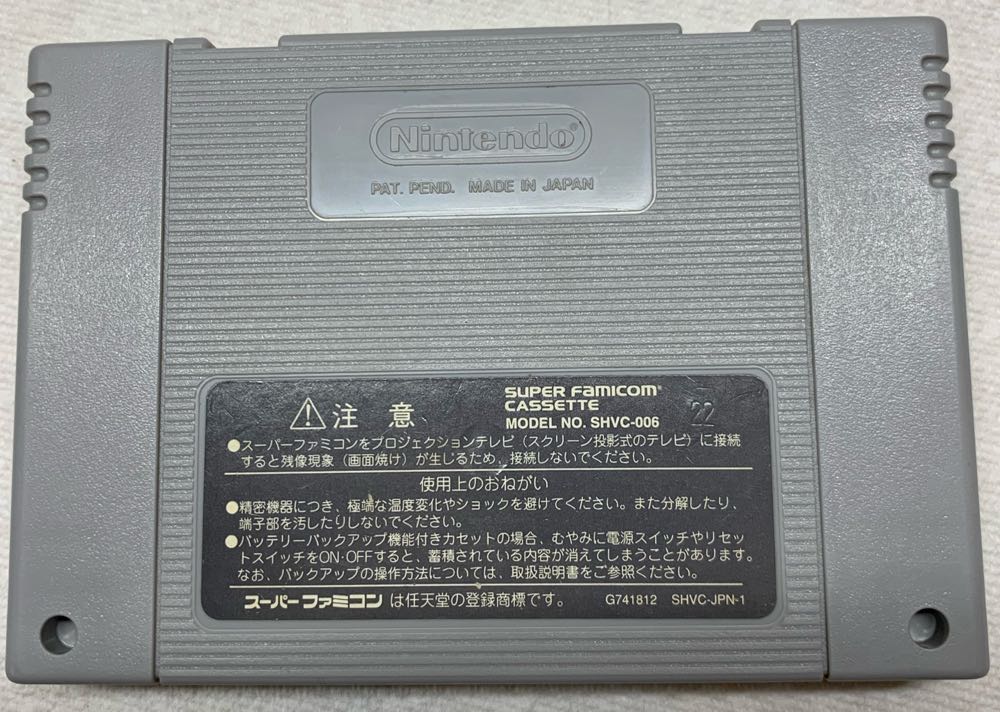 Nintendo®
PAT. PEND. MADE IN JAPAN
⚠注意
SUPER FAMICOM®
CASSETTE
MODEL NO. SHVC-006
22
●スーパーファミコンをプロジェクションテレビ（スクリーン投影式のテレビ）に接続
すると残像現象（画面焼け）が生じるため、接続しないでください。
使用上のおねがい
●精密機器につき、極端な温度変化やショックを避けてください。また分解したり、
端子部を汚したりしないでください。
●バッテリーバックアップ機能付きカセットの場合、むやみに電源スイッチやリセッ
トスイッチをON·OFFすると、蓄積されている内容が消えてしまうことがあります。
なお、バックアップの操作方法については、取扱説明書をご参照ください。
スーパーファミコンは任天堂の登録商標です。 G741812 SHVC-JPN-1